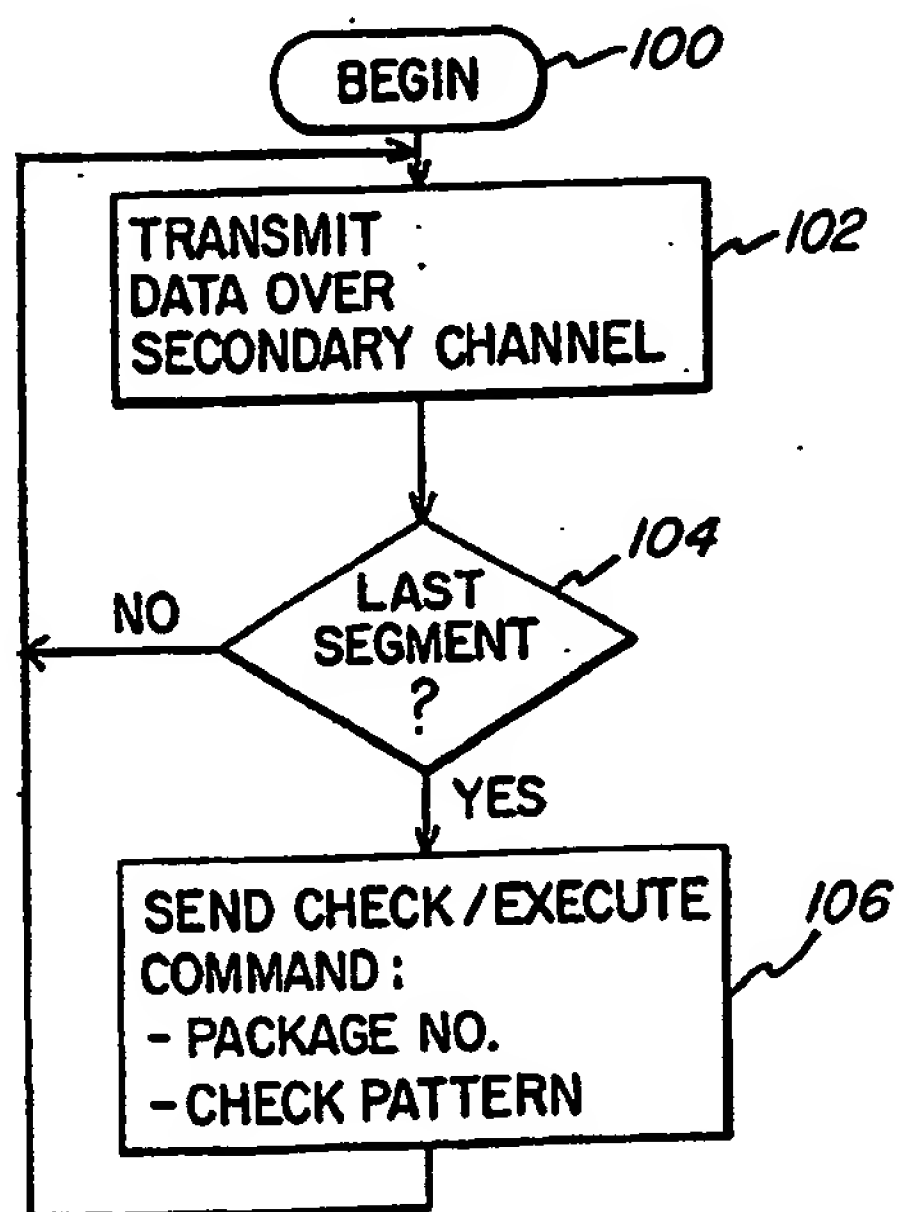 BEGIN
100
TRANSMIT
DATA OVER
SECONDARY CHANNEL
102
LAST
SEGMENT
?
104
NO
YES
SEND CHECK/EXECUTE
COMMAND:
- PACKAGE NO.
- CHECK PATTERN
106